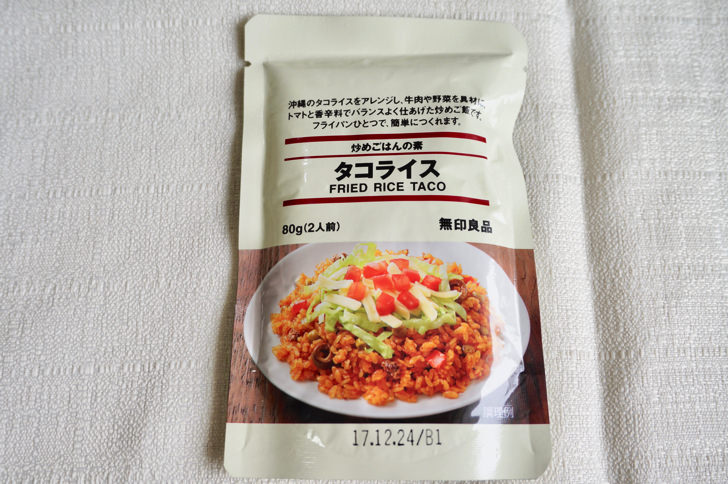 沖縄のタコライスをアレンジし、牛肉や野菜を具材に、
トマトと香辛料でバランスよく仕あげた炒めご飯です。
フライパンひとつで、簡単につくれます。
炒めごはんの素
タコライス
FRIED RICE TACO
80g(2人前)
無印良品
調理例
17.12.24/B1